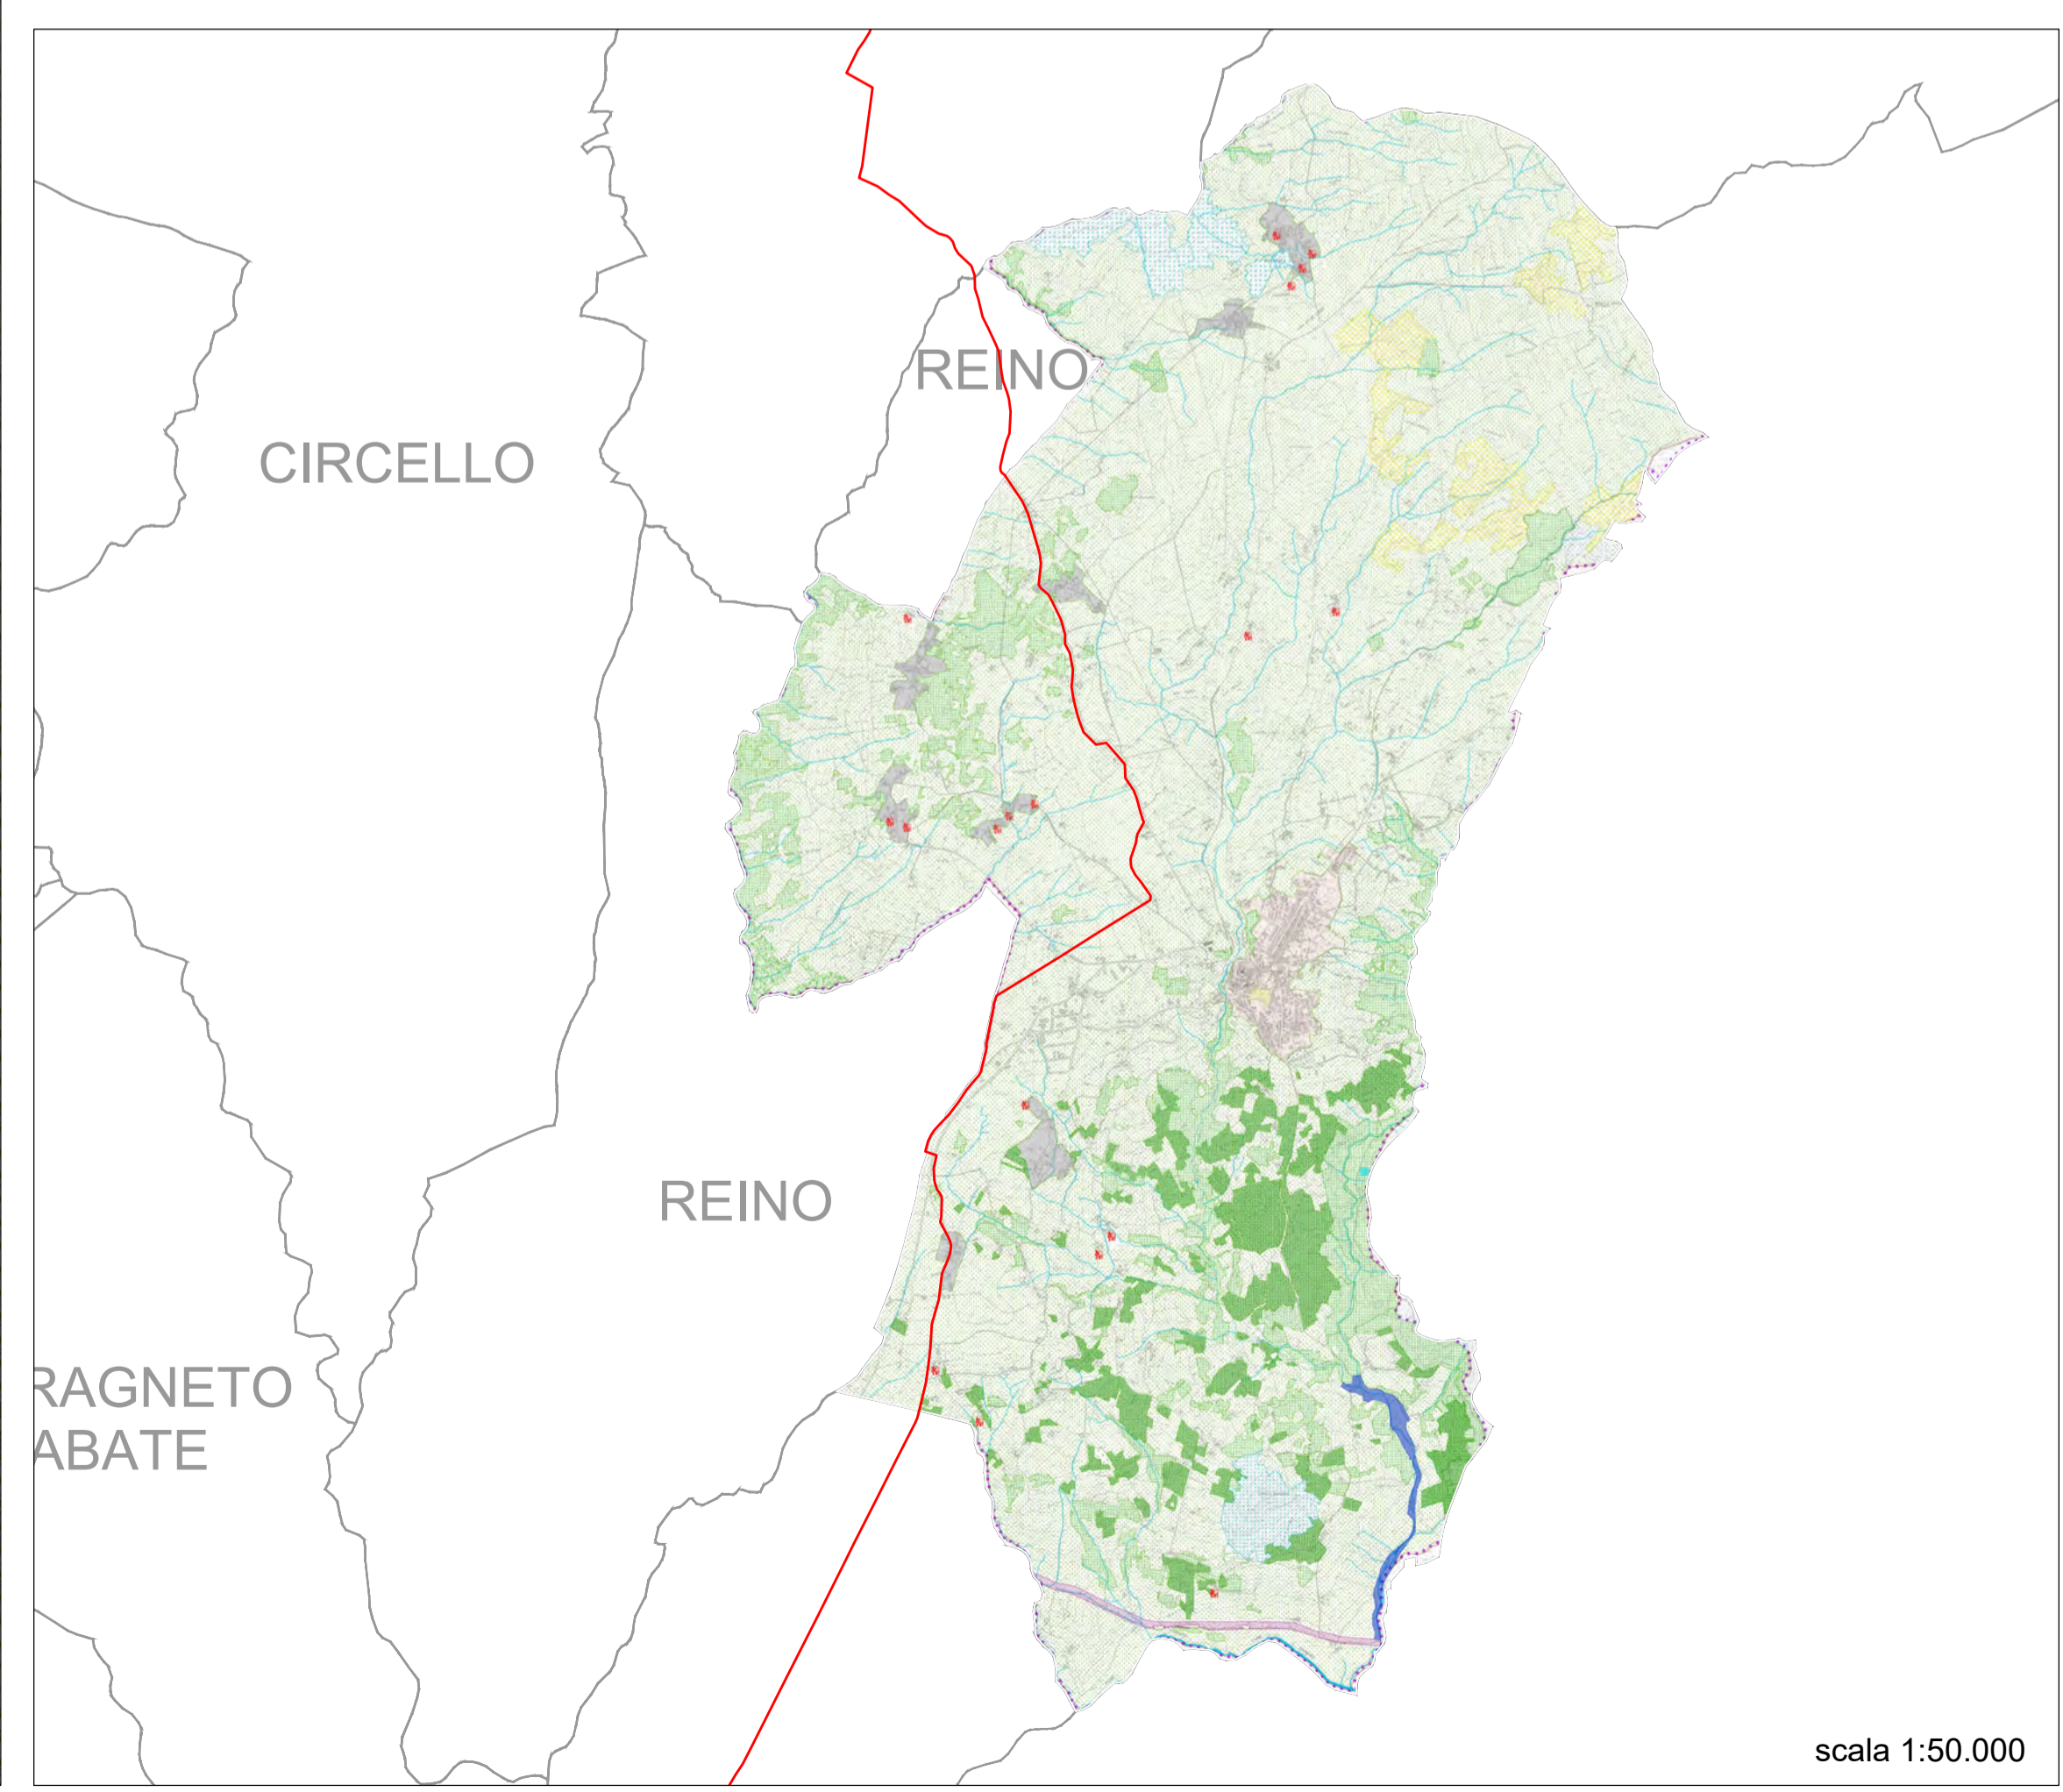 REINO
CIRCELLO
REINO
RAGNETO
ABATE
scala 1:50.000